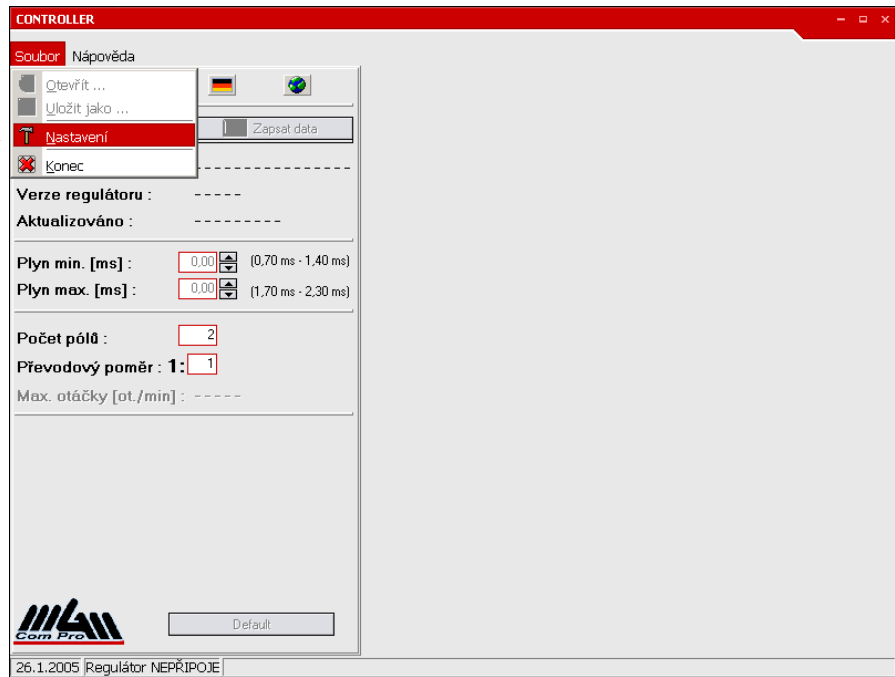 CONTROLLER
Soubor Nápověda
Otevřít ...
Uložit jako ...
Nastavení
Zapsat data
Konec
- - - - - - - - - - - - - - - -
Verze regulátoru : - - - - -
Aktualizováno : - - - - - - - - -
Plyn min. [ms] : 0,00 (0,70 ms - 1,40 ms)
Plyn max. [ms] : 0,00 (1,70 ms - 2,30 ms)
Počet pólů : 2
Převodový poměr : 1: 1
Max. otáčky [ot./min] : - - - - -
MGM
Com Pro
Default
26.1.2005 Regulátor NEPŘIPOJE